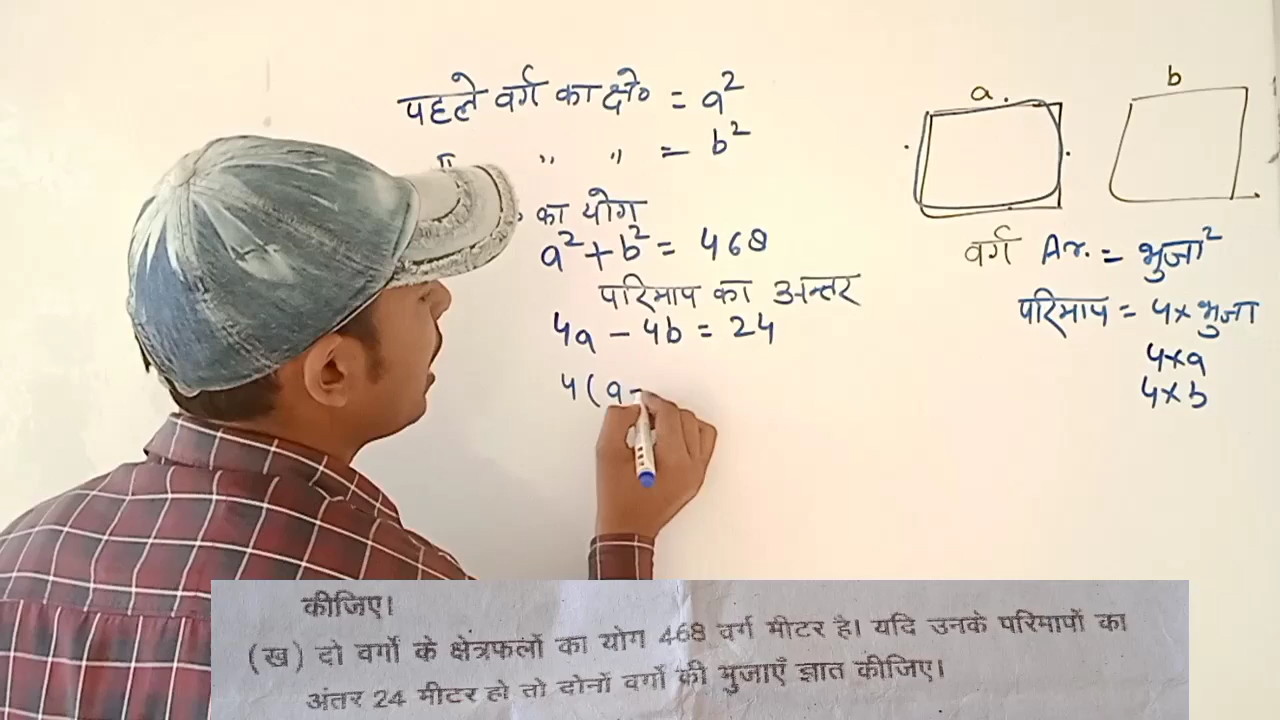 पहले वर्ग का क्षे० = a²
" " " = b²
का योग
a² + b² = 468
परिमाप का अन्तर
4a - 4b = 24
4(a -
a
b
वर्ग Ar. = भुजा²
परिमाप = 4 × भुजा
4×a
4×b
कीजिए।
(ख) दो वर्गों के क्षेत्रफलों का योग 468 वर्ग मीटर है। यदि उनके परिमापों का
अंतर 24 मीटर हो तो दोनों वर्गों की भुजाएँ ज्ञात कीजिए।